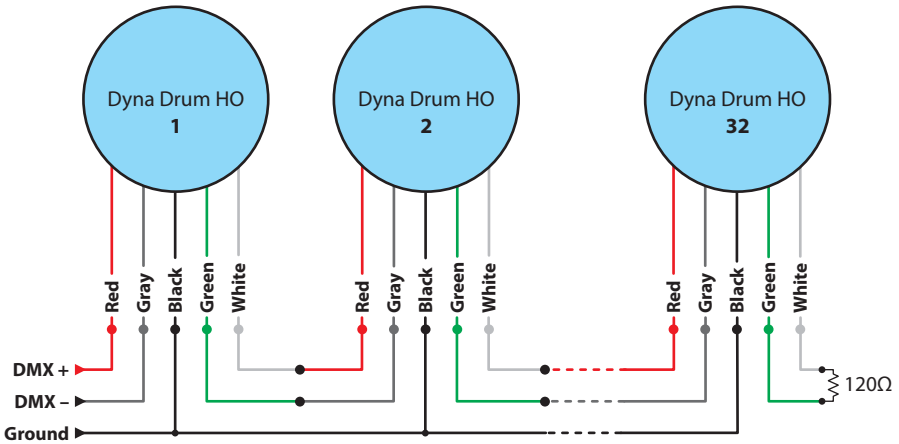 Dyna Drum HO
1
Dyna Drum HO
2
Dyna Drum HO
32
Red
Gray
Black
Green
White
Red
Gray
Black
Green
White
Red
Gray
Black
Green
White
DMX +
DMX –
Ground
120Ω